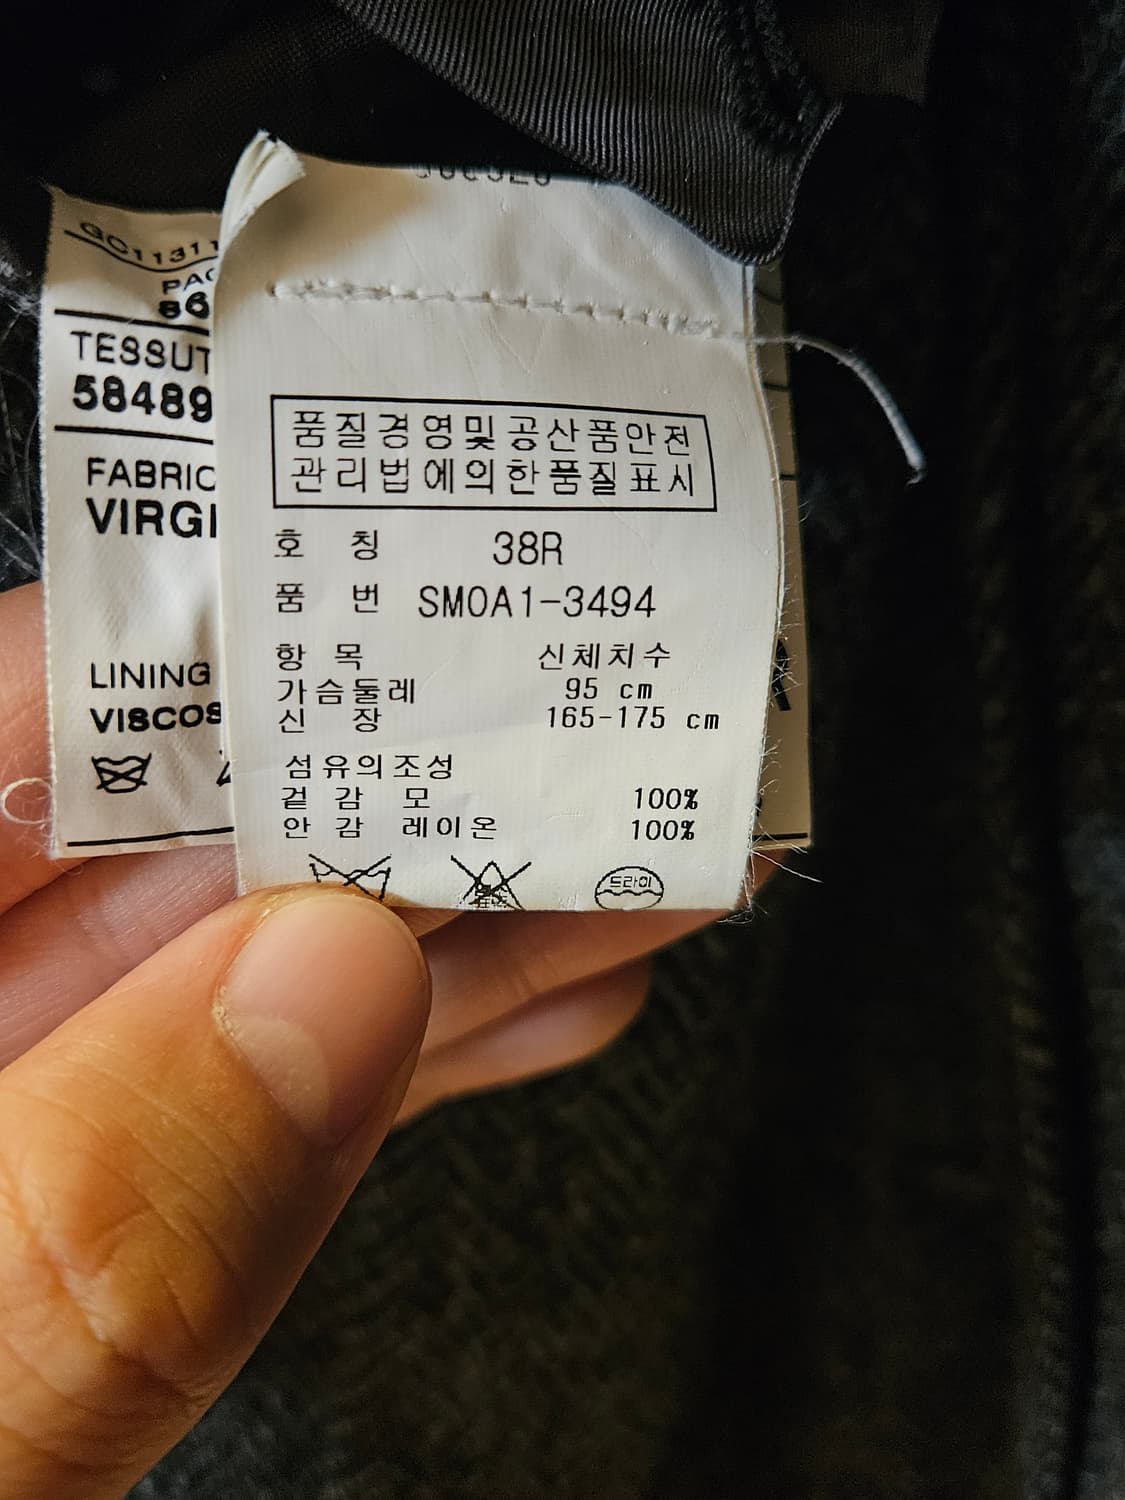 GC11311
PAC
86
TESSUT
58489
FABRIC
VIRGI
LINING
VISCOS
품질경영및공산품안전
관리법에의한품질표시
호 칭 38R
품 번 SM0A1-3494
항 목 신체치수
가슴둘레 95 cm
신 장 165-175 cm
섬유의조성
겉 감 모 100%
안 감 레이온 100%
드라이